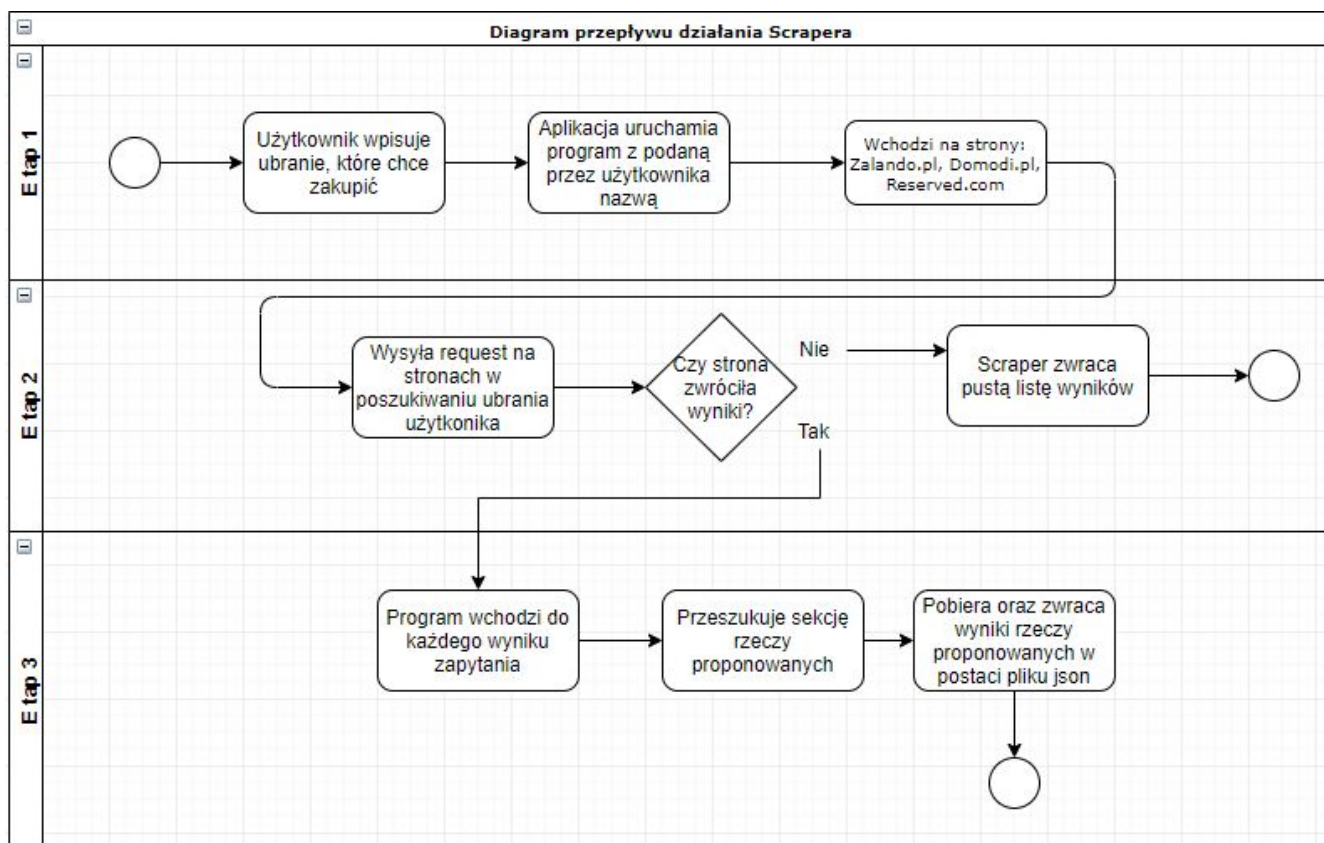 Diagram przepływu działania Scrapera
Etap 1
Użytkownik wpisuje
ubranie, które chce
zakupić
Aplikacja uruchamia
program z podaną
przez użytkownika
nazwą
Wchodzi na strony:
Zalando.pl, Domodi.pl,
Reserved.com
Etap 2
Wysyła request na
stronach w
poszukiwaniu ubrania
użytkonika
Czy strona
zwróciła
wyniki?
Nie
Scraper zwraca
pustą listę wyników
Tak
Etap 3
Program wchodzi do
każdego wyniku
zapytania
Przeszukuje sekcję
rzeczy
proponowanych
Pobiera oraz zwraca
wyniki rzeczy
proponowanych w
postaci pliku json